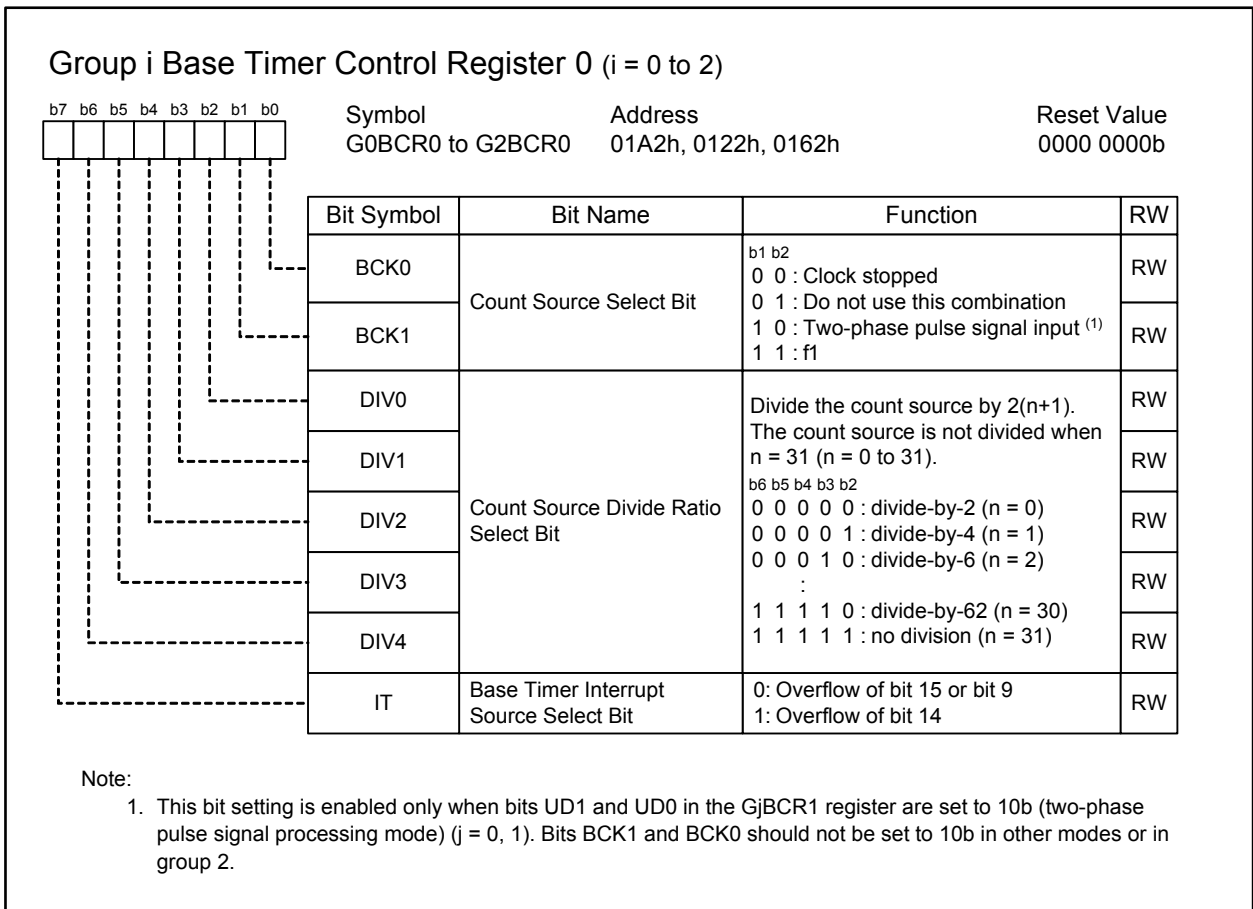 Group i Base Timer Control Register 0 (i = 0 to 2)
b7 b6 b5 b4 b3 b2 b1 b0
Symbol Address Reset Value
G0BCR0 to G2BCR0 01A2h, 0122h, 0162h 0000 0000b
Bit Symbol Bit Name Function RW
BCK0 RW
BCK1 RW
Count Source Select Bit
b1 b2
0 0 : Clock stopped
0 1 : Do not use this combination
1 0 : Two-phase pulse signal input (1)
1 1 : f1
DIV0 RW
DIV1 RW
DIV2 RW
DIV3 RW
DIV4 RW
Count Source Divide Ratio
Select Bit
Divide the count source by 2(n+1).
The count source is not divided when
n = 31 (n = 0 to 31).
b6 b5 b4 b3 b2
0 0 0 0 0 : divide-by-2 (n = 0)
0 0 0 0 1 : divide-by-4 (n = 1)
0 0 0 1 0 : divide-by-6 (n = 2)
:
1 1 1 1 0 : divide-by-62 (n = 30)
1 1 1 1 1 : no division (n = 31)
IT RW
Base Timer Interrupt
Source Select Bit
0: Overflow of bit 15 or bit 9
1: Overflow of bit 14
Note:
1. This bit setting is enabled only when bits UD1 and UD0 in the GjBCR1 register are set to 10b (two-phase
pulse signal processing mode) (j = 0, 1). Bits BCK1 and BCK0 should not be set to 10b in other modes or in
group 2.